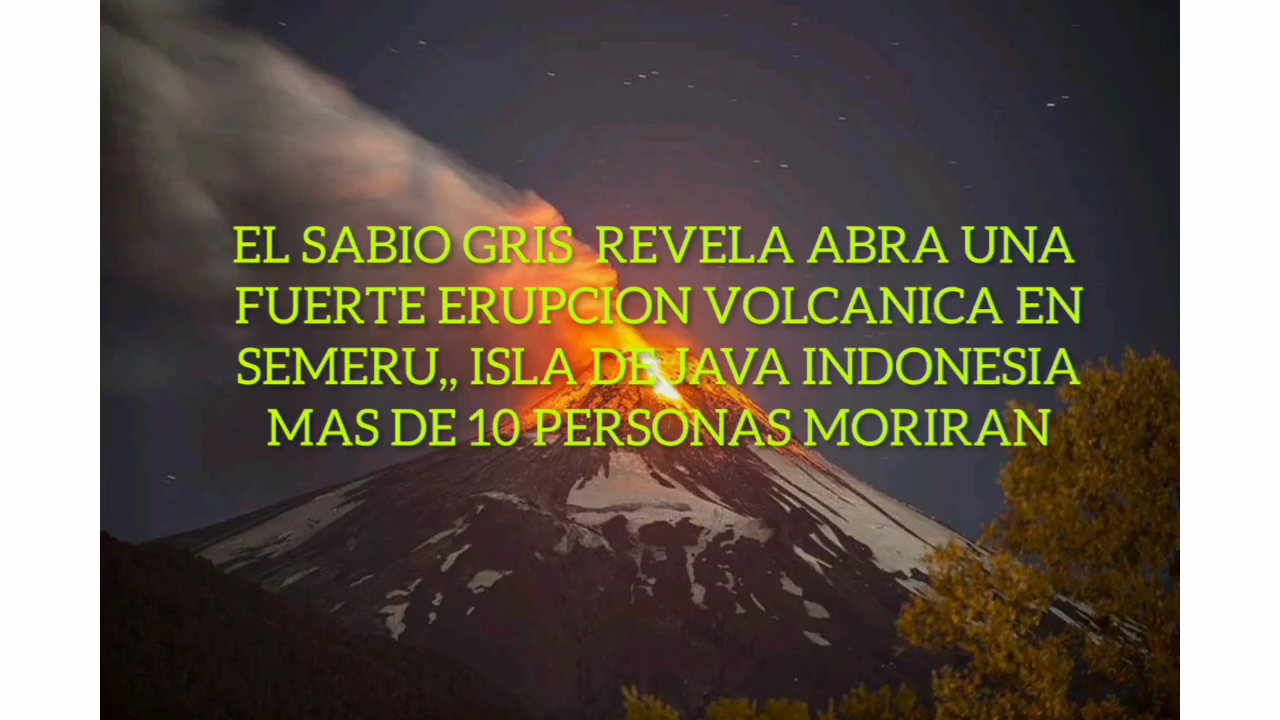 EL SABIO GRIS REVELA ABRA UNA
FUERTE ERUPCION VOLCANICA EN
SEMERU,, ISLA DE JAVA INDONESIA
MAS DE 10 PERSONAS MORIRAN